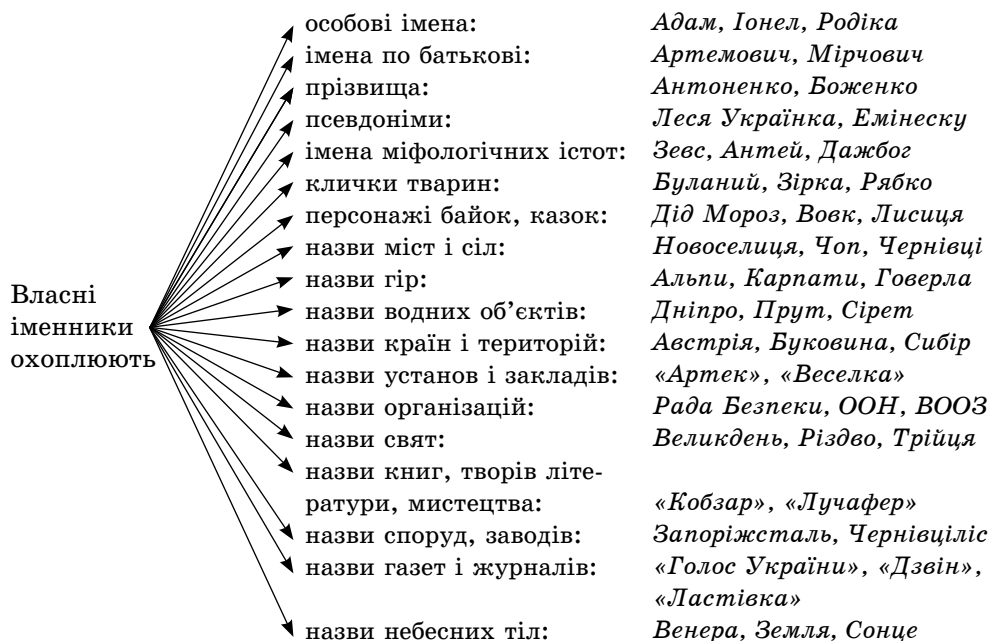 особові імена: Адам, Іонел, Родіка
імена по батькові: Артемович, Мірчович
прізвища: Антоненко, Боженко
псевдоніми: Леся Українка, Емінеску
імена міфологічних істот: Зевс, Антей, Дажбог
клички тварин: Буланий, Зірка, Рябко
персонажі байок, казок: Дід Мороз, Вовк, Лисиця
назви міст і сіл: Новоселиця, Чоп, Чернівці
назви гір: Альпи, Карпати, Говерла
Власні
іменники
охоплюють
назви водних об’єктів: Дніпро, Прут, Сірет
назви країн і територій: Австрія, Буковина, Сибір
назви установ і закладів: «Артек», «Веселка»
назви організацій: Рада Безпеки, ООН, ВООЗ
назви свят: Великдень, Різдво, Трійця
назви книг, творів літе-
ратури, мистецтва: «Кобзар», «Лучафер»
назви споруд, заводів: Запоріжсталь, Чернівціліс
назви газет і журналів: «Голос України», «Дзвін»,
«Ластівка»
назви небесних тіл: Венера, Земля, Сонце